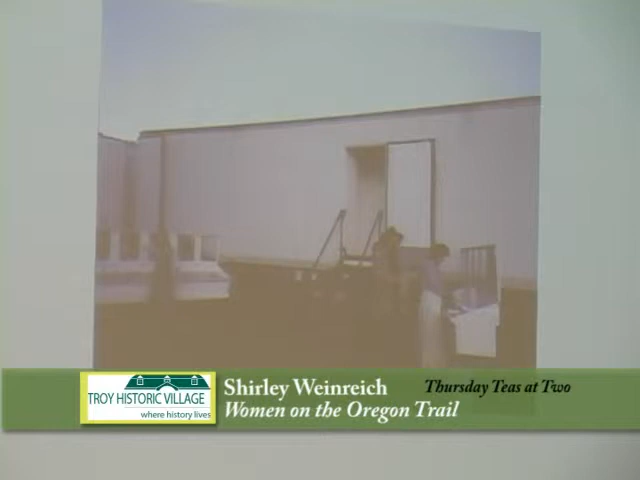 TROY HISTORIC VILLAGE
where history lives
Shirley Weinreich
Thursday Teas at Two
Women on the Oregon Trail